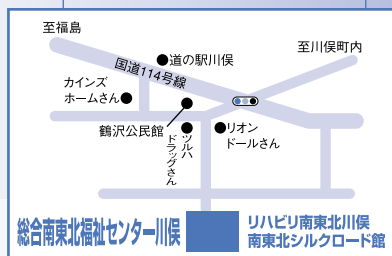 至福島
道の駅川俣
至川俣町内
国道114号線
カインズ
ホームさん
鶴沢公民館
ツルハ
ドラッグさん
リオン
ドールさん
総合南東北福祉センター川俣
リハビリ南東北川俣
南東北シルクロード館